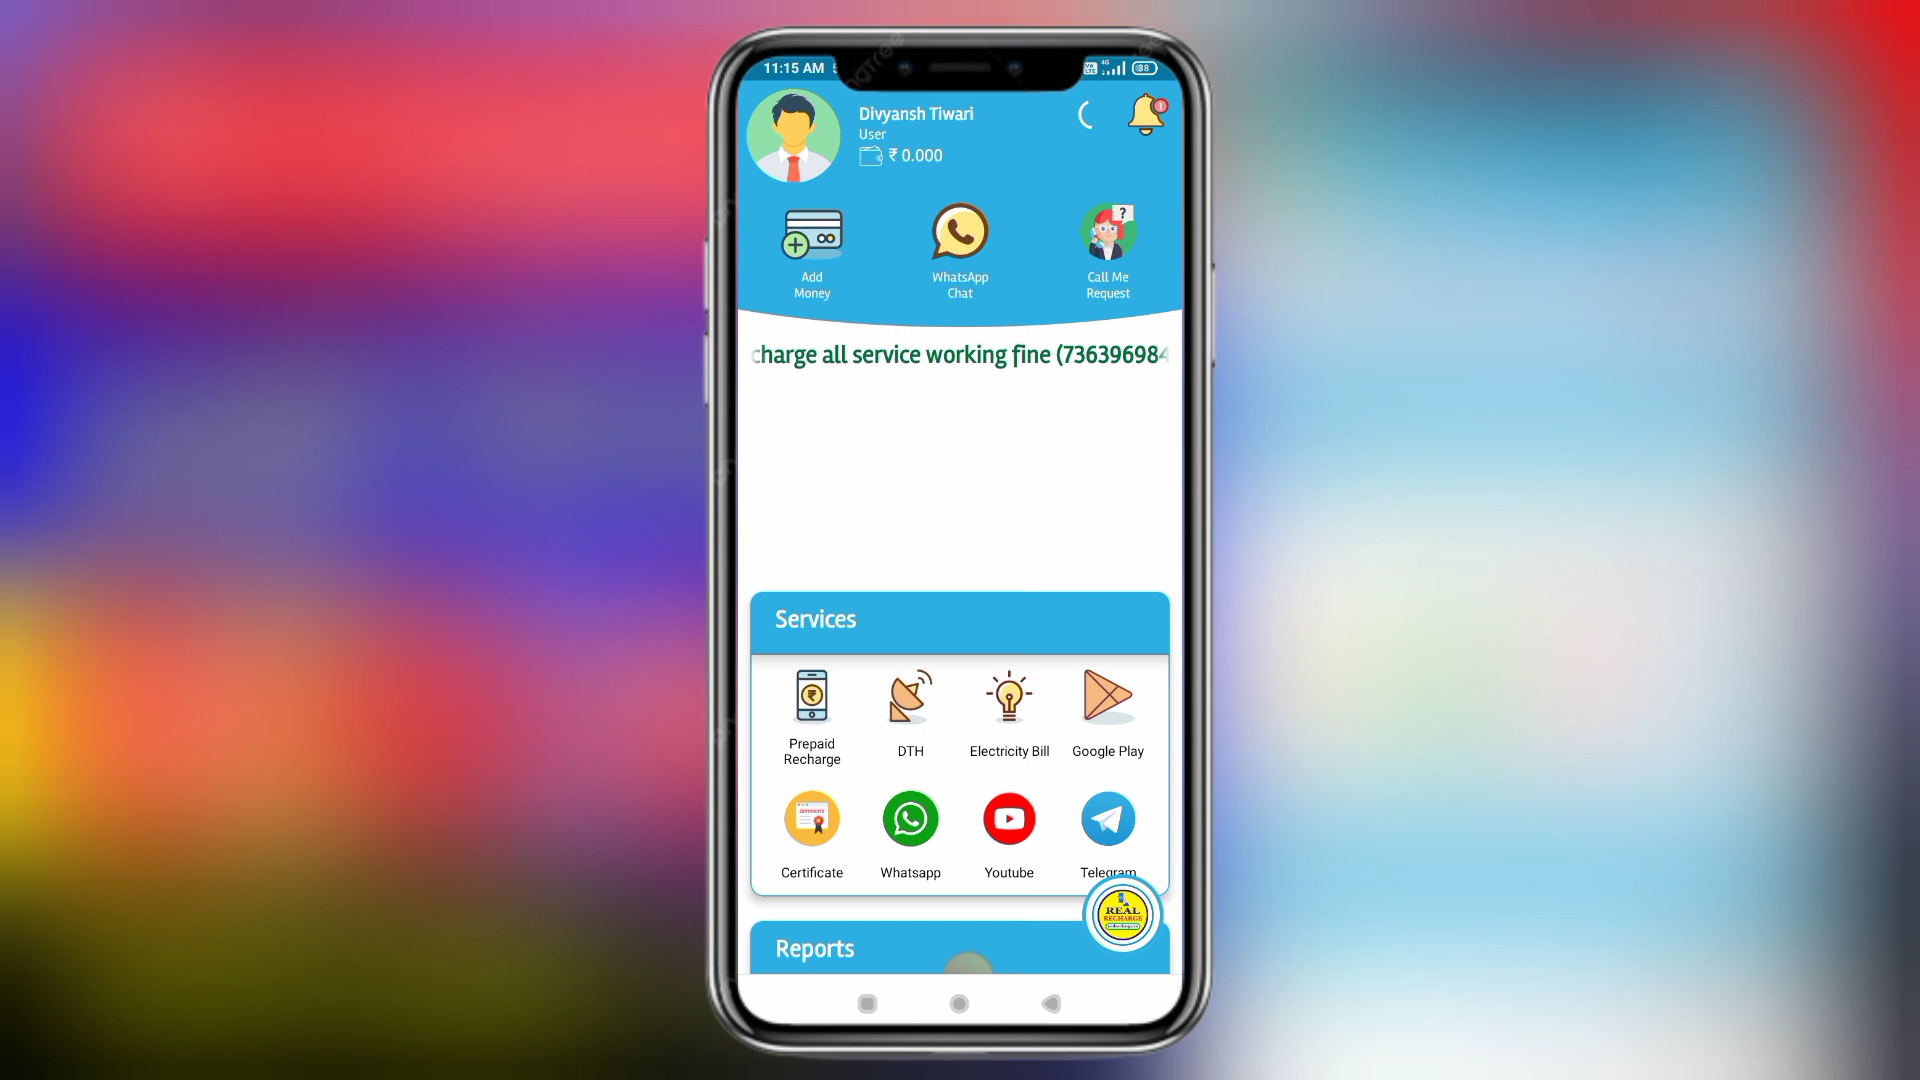 11:15 AM
Divyansh Tiwari
User
₹ 0.000
Add
Money
WhatsApp
Chat
?
Call Me
Request
charge all service working fine (736396984
Services
Prepaid
Recharge
DTH
Electricity Bill
Google Play
CERTIFICATE
Certificate
Whatsapp
Youtube
Telegram
REAL
RECHARGE
Reports